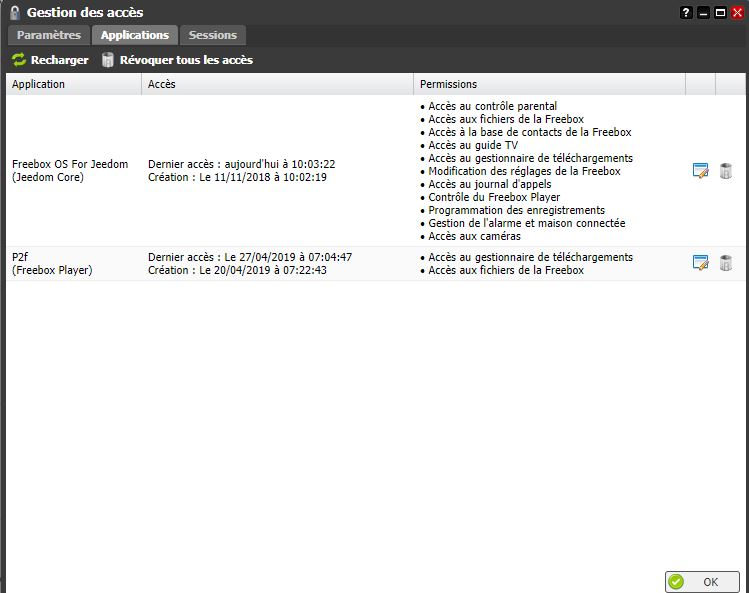 Gestion des accès
Paramètres Applications Sessions
Recharger Révoquer tous les accès
Application Accès Permissions
Freebox OS For Jeedom
(Jeedom Core)
Dernier accès : aujourd'hui à 10:03:22
Création : Le 11/11/2018 à 10:02:19
• Accès au contrôle parental
• Accès aux fichiers de la Freebox
• Accès à la base de contacts de la Freebox
• Accès au guide TV
• Accès au gestionnaire de téléchargements
• Modification des réglages de la Freebox
• Accès au journal d'appels
• Contrôle du Freebox Player
• Programmation des enregistrements
• Gestion de l'alarme et maison connectée
• Accès aux caméras
P2f
(Freebox Player)
Dernier accès : Le 27/04/2019 à 07:04:47
Création : Le 20/04/2019 à 07:22:43
• Accès au gestionnaire de téléchargements
• Accès aux fichiers de la Freebox
OK